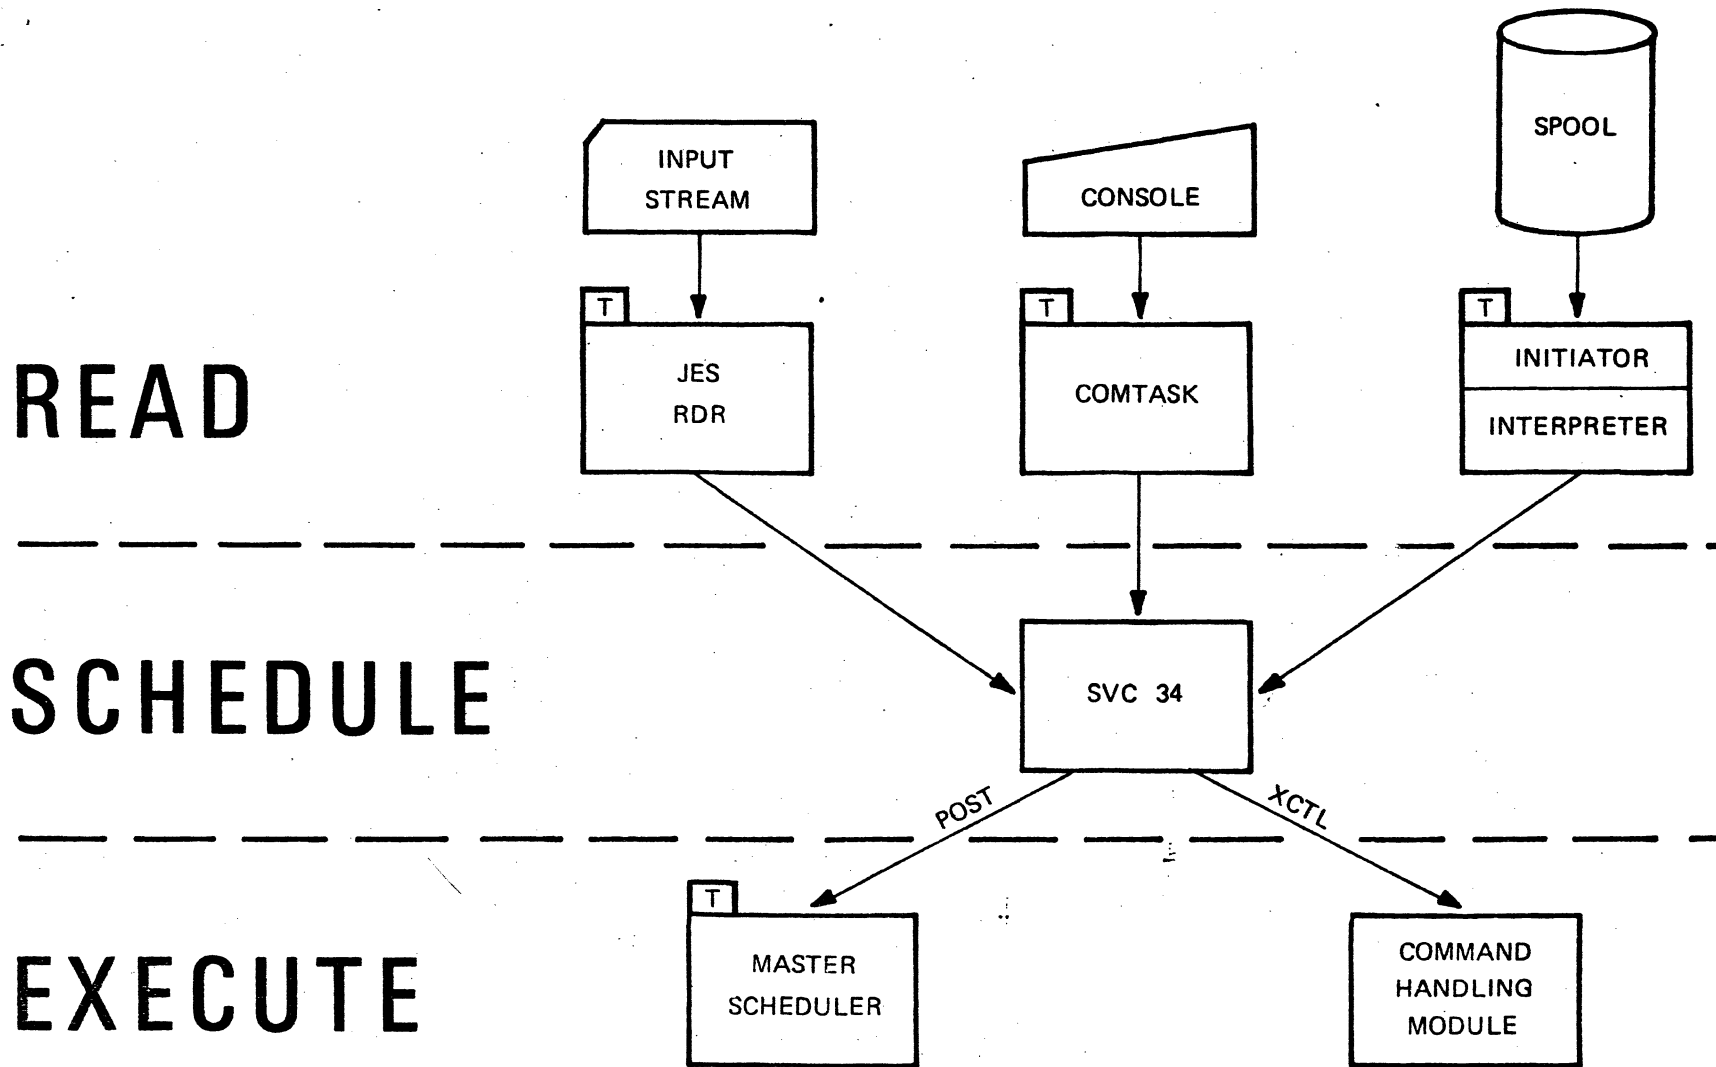 SPOOL
INPUT
STREAM
CONSOLE
T
T
T
READ
JES
RDR
COMTASK
INITIATOR
INTERPRETER
SCHEDULE
SVC 34
POST
XCTL
EXECUTE
T
MASTER
SCHEDULER
COMMAND
HANDLING
MODULE